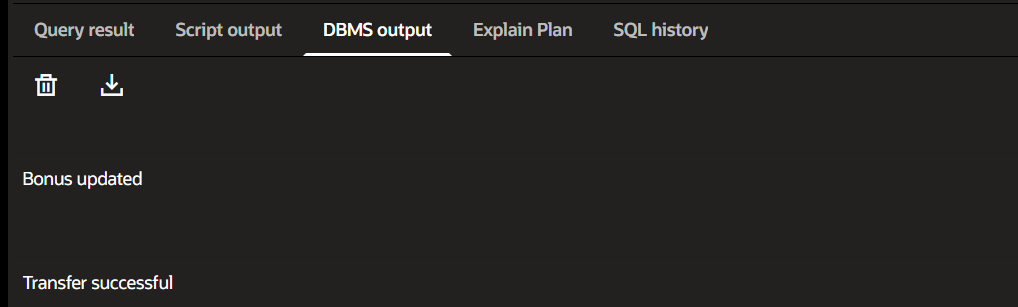 Query result Script output DBMS output Explain Plan SQL history
Bonus updated
Transfer successful